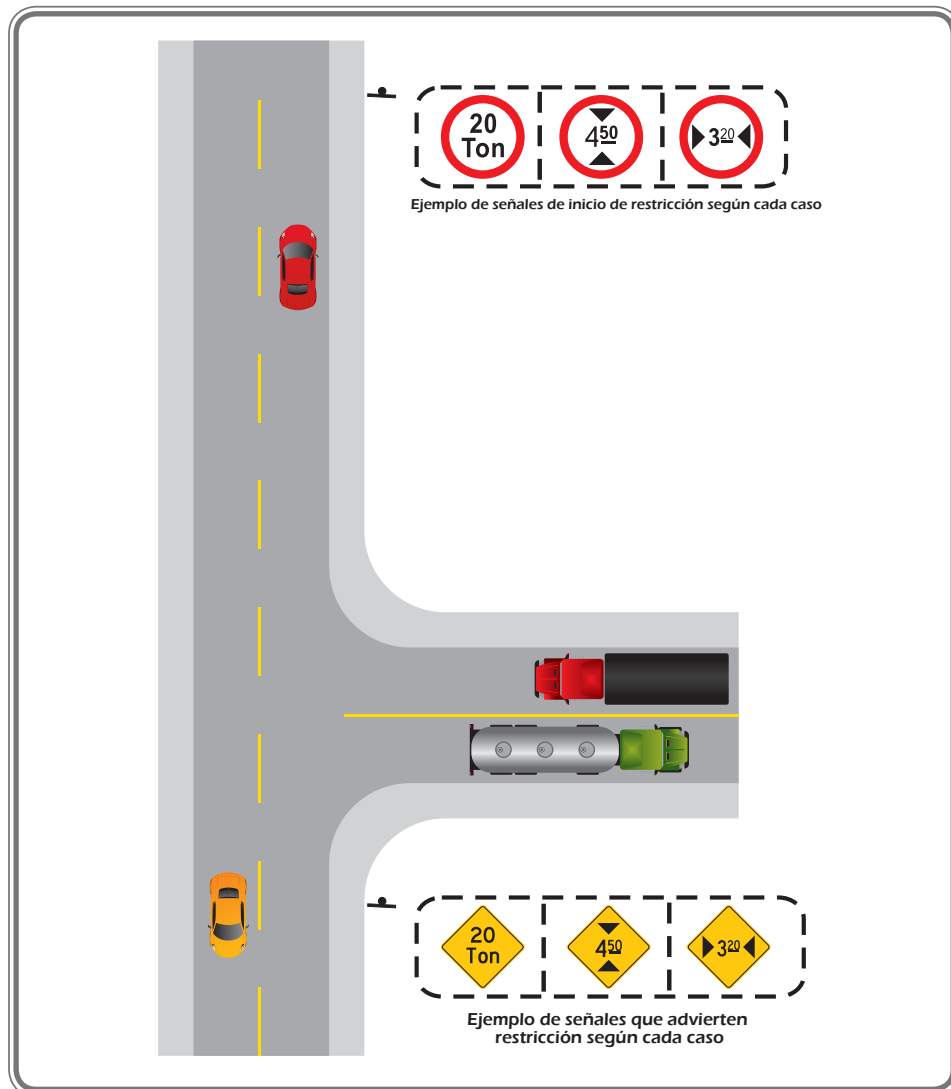 20
Ton
450
320
Ejemplo de señales de inicio de restricción según cada caso
20
Ton
450
320
Ejemplo de señales que advierten
restricción según cada caso